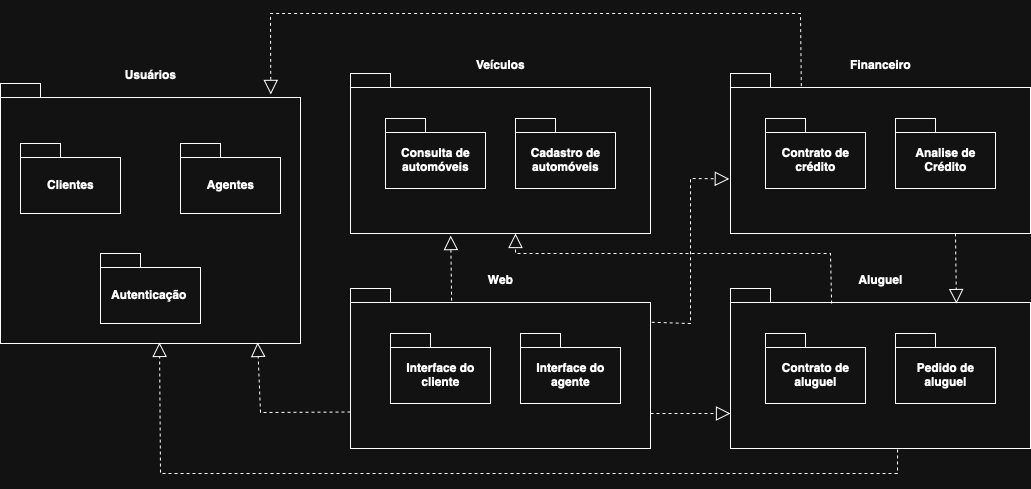 Usuários
Veículos
Financeiro
Clientes
Agentes
Autenticação
Consulta de
automóveis
Cadastro de
automóveis
Contrato de
crédito
Analise de
Crédito
Web
Aluguel
Interface do
cliente
Interface do
agente
Contrato de
aluguel
Pedido de
aluguel